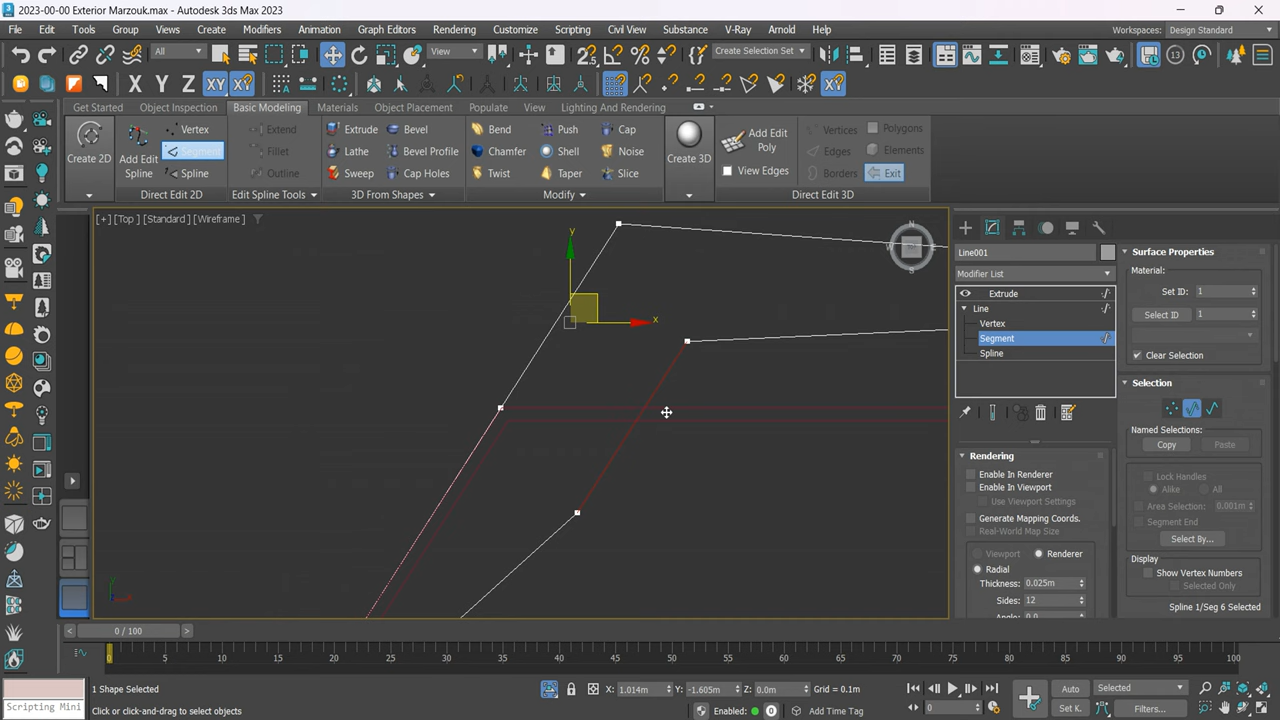 2023-00-00 Exterior Marzouk.max - Autodesk 3ds Max 2023
File Edit Tools Group Views Create Modifiers Animation Graph Editors Rendering Customize Scripting Civil View Substance V-Ray Arnold Help Workspaces: Design Standard
All View Create Selection Set
X Y Z XY XY
Get Started Object Inspection Basic Modeling Materials Object Placement Populate View Lighting And Rendering
Create 2D Add Edit Spline Vertex Segment Spline Extend Fillet Outline Extrude Lathe Sweep Bevel Bevel Profile Cap Holes Bend Chamfer Twist Push Shell Taper Cap Noise Slice Create 3D Add Edit Poly View Edges Vertices Edges Borders Polygons Elements Exit
Direct Edit 2D Edit Spline Tools 3D From Shapes Modify Direct Edit 3D
[+] [Top ] [Standard ] [Wireframe ]
N
W E
S
y
x
Line001
Modifier List
Extrude
Line
Vertex
Segment
Spline
Rendering
Enable In Renderer
Enable In Viewport
Use Viewport Settings
Generate Mapping Coords.
Real-World Map Size
Viewport Renderer
Radial
Thickness: 0.025m
Sides: 12
Angle: 0.0
Surface Properties
Material:
Set ID: 1
Select ID 1
Clear Selection
Selection
Named Selections:
Copy Paste
Lock Handles
Alike All
Area Selection: 0.001m
Segment End
Select By...
Display
Show Vertex Numbers
Selected Only
Spline 1/Seg 6 Selected
< 0 / 100 >
0 5 10 15 20 25 30 35 40 45 50 55 60 65 70 75 80 85 90 95 100
1 Shape Selected X: 1.014m Y: -1.605m Z: 0.0m Grid = 0.1m Auto Selected
Scripting Mini Click or click-and-drag to select objects Enabled: 0 Add Time Tag 0 Set K. Filters...